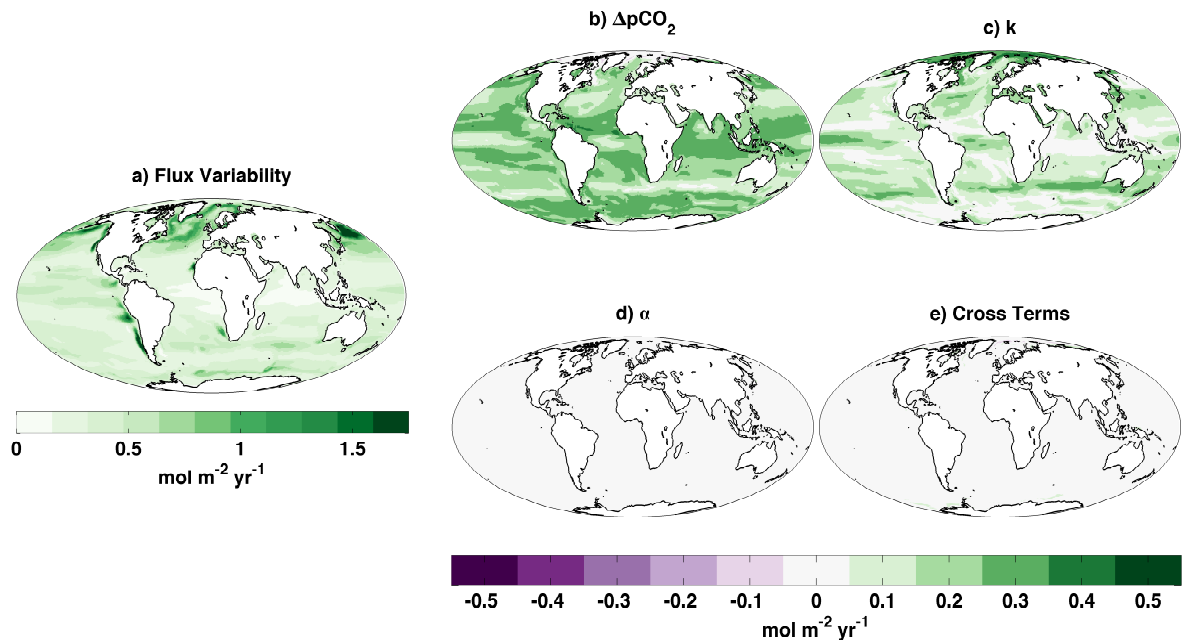 b) ΔpCO2
c) k
a) Flux Variability
d) α
e) Cross Terms
0 0.5 1 1.5
mol m-2 yr-1
-0.5 -0.4 -0.3 -0.2 -0.1 0 0.1 0.2 0.3 0.4 0.5
mol m-2 yr-1